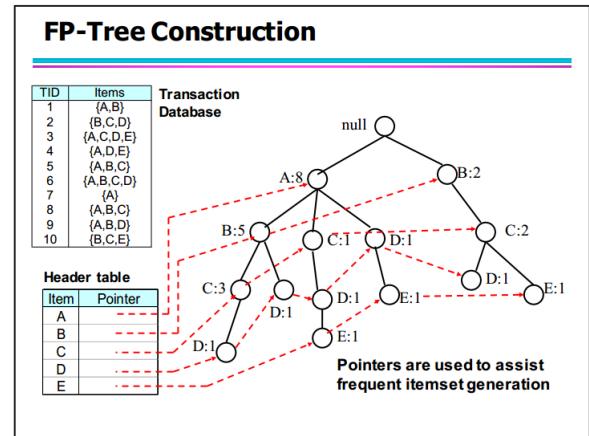 FP-Tree Construction
TID Items
1 {A,B}
2 {B,C,D}
3 {A,C,D,E}
4 {A,D,E}
5 {A,B,C}
6 {A,B,C,D}
7 {A}
8 {A,B,C}
9 {A,B,D}
10 {B,C,E}
Transaction
Database
null
A:8
B:2
B:5
C:1
D:1
C:2
C:3
D:1
D:1
E:1
D:1
E:1
D:1
E:1
Header table
Item Pointer
A
B
C
D
E
Pointers are used to assist
frequent itemset generation